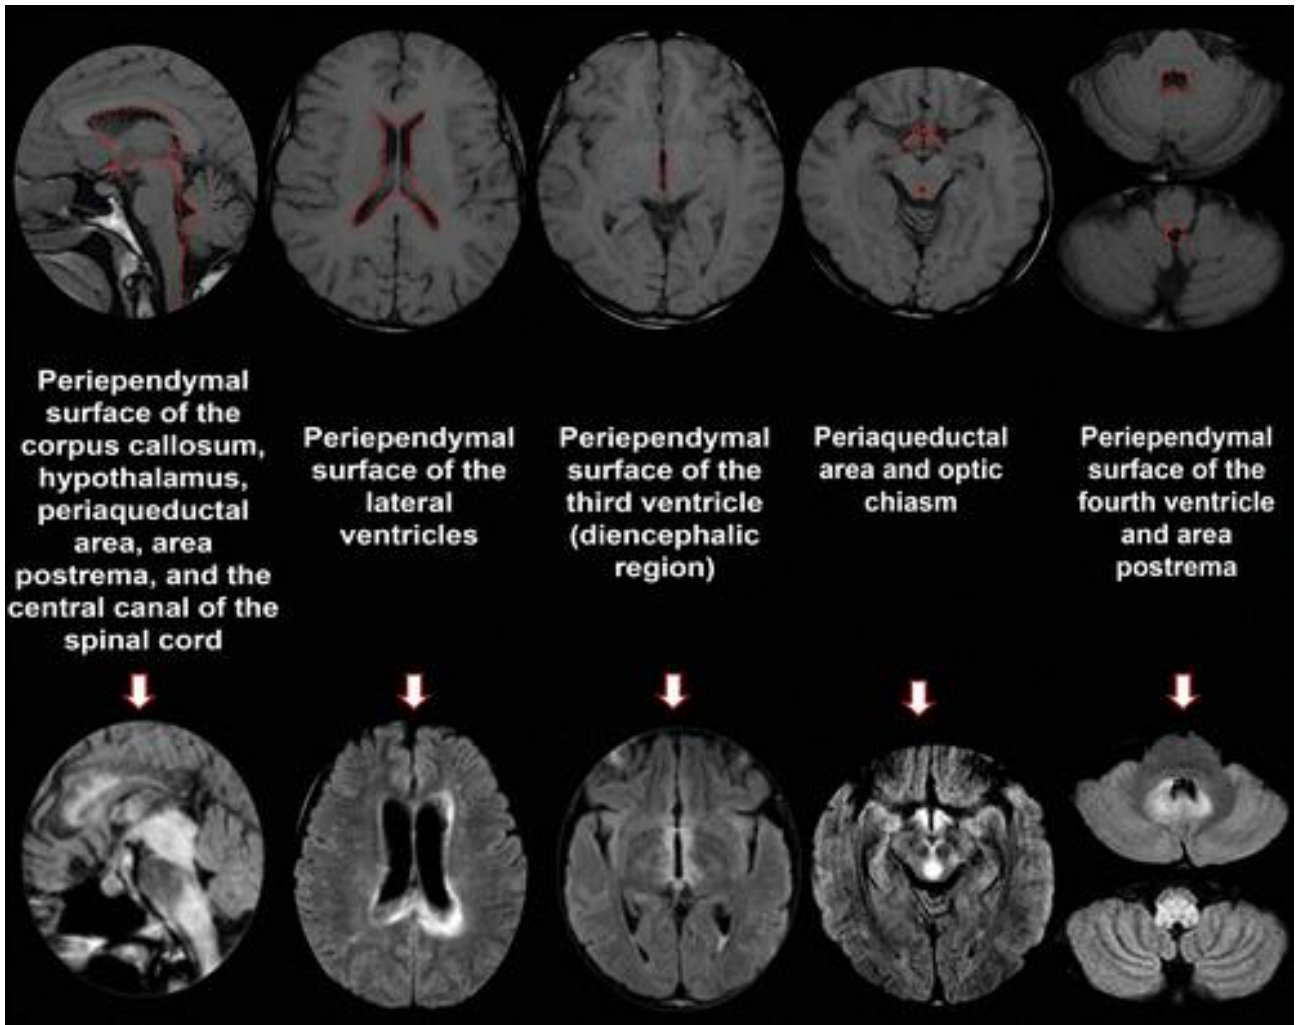 Periependymal
surface of the
corpus callosum,
hypothalamus,
periaqueductal
area, area
postrema, and the
central canal of the
spinal cord
Periependymal
surface of the
lateral
ventricles
Periependymal
surface of the
third ventricle
(diencephalic
region)
Periaqueductal
area and optic
chiasm
Periependymal
surface of the
fourth ventricle
and area
postrema